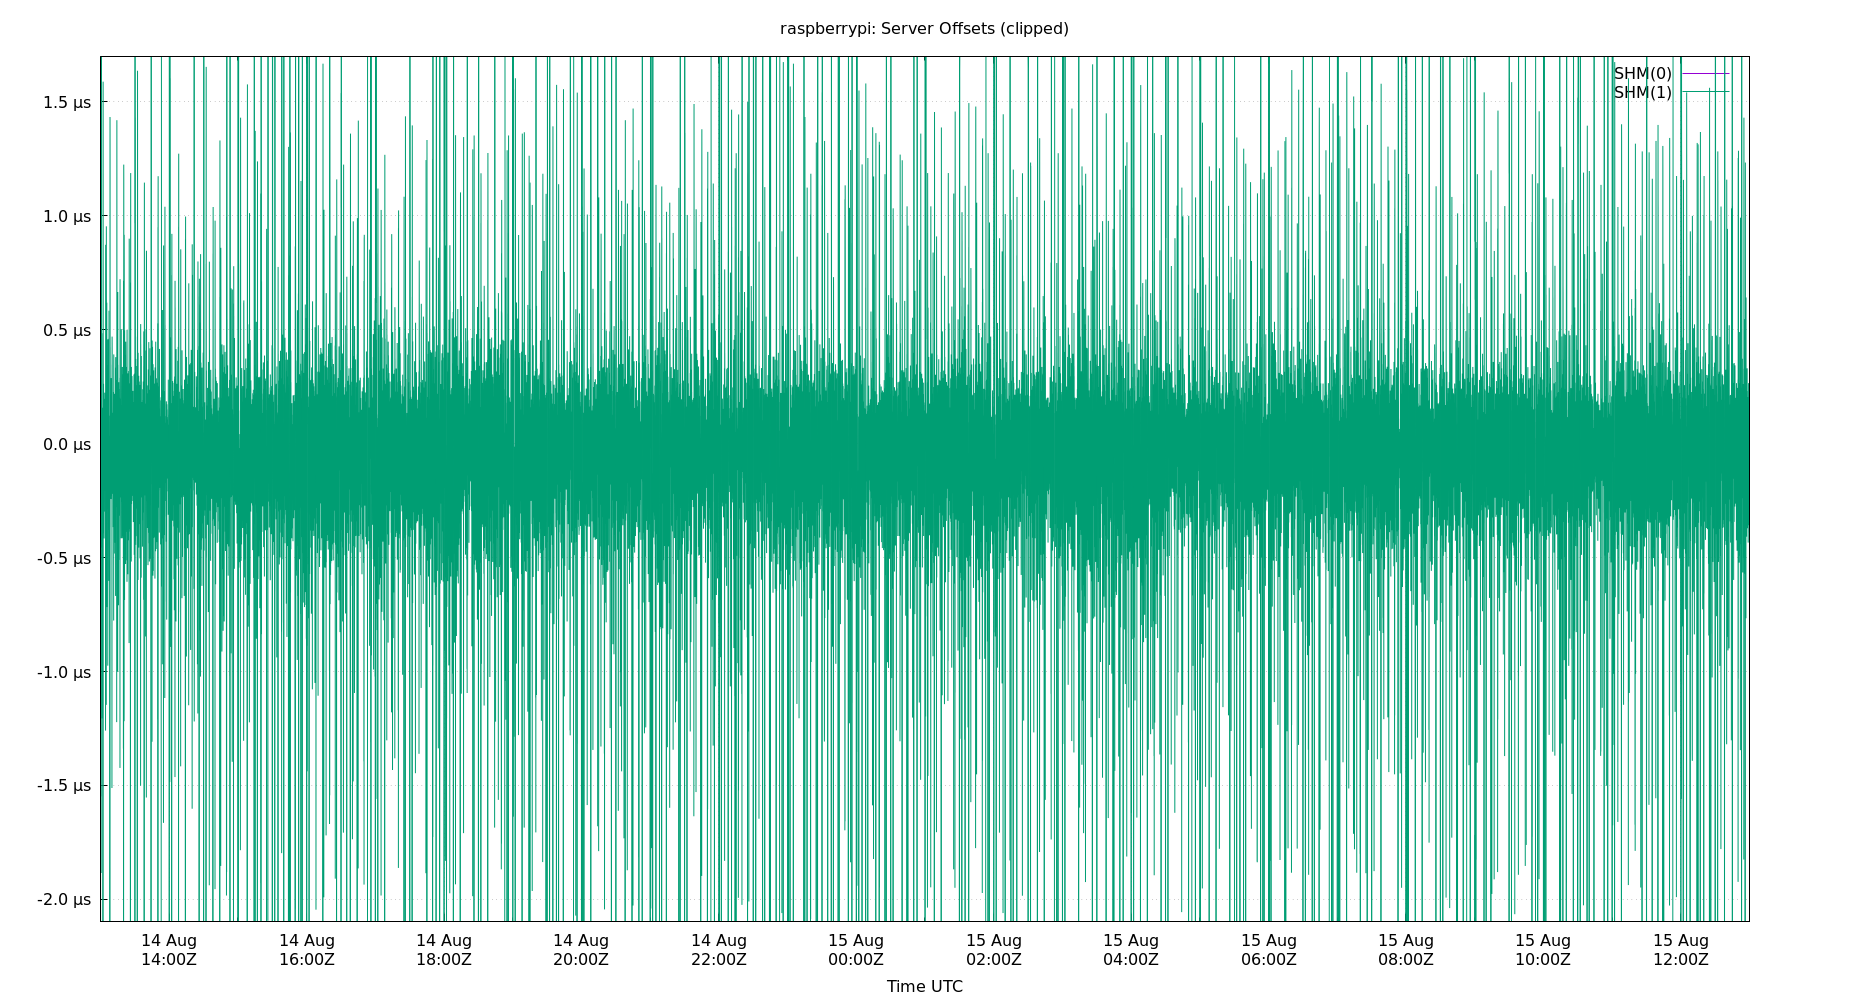 raspberrypi: Server Offsets (clipped)
SHM(0)
SHM(1)
1.5 µs
1.0 µs
0.5 µs
0.0 µs
-0.5 µs
-1.0 µs
-1.5 µs
-2.0 µs
14 Aug 14 Aug 14 Aug 14 Aug 14 Aug 15 Aug 15 Aug 15 Aug 15 Aug 15 Aug 15 Aug 15 Aug
14:00Z 16:00Z 18:00Z 20:00Z 22:00Z 00:00Z 02:00Z 04:00Z 06:00Z 08:00Z 10:00Z 12:00Z
Time UTC